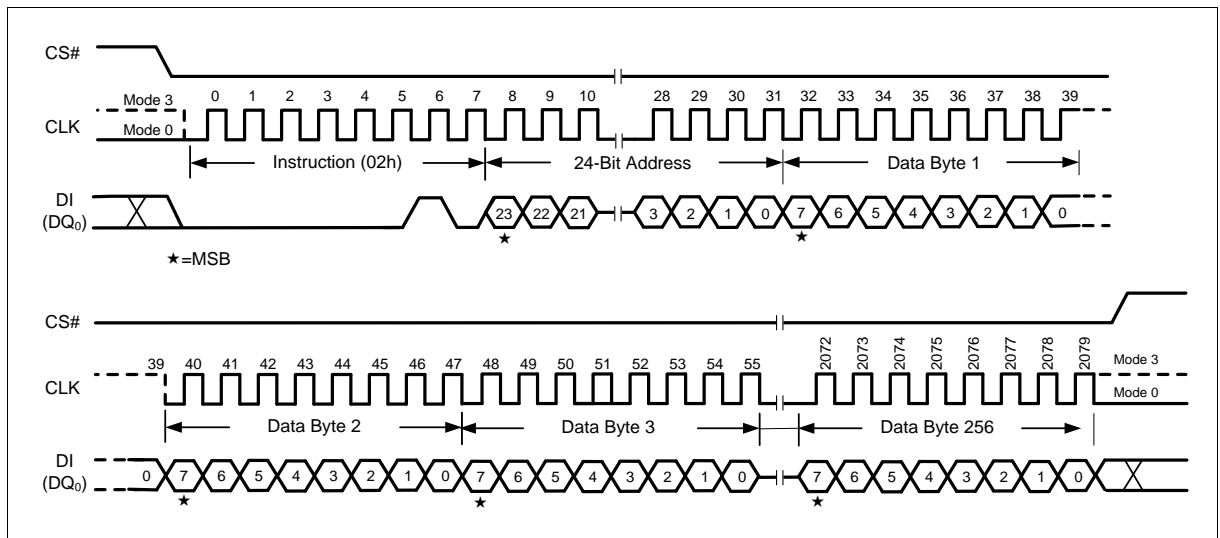 CS#
Mode 3 0 1 2 3 4 5 6 7 8 9 10 28 29 30 31 32 33 34 35 36 37 38 39
CLK Mode 0
Instruction (02h) 24-Bit Address Data Byte 1
DI
(DQ0) 23 22 21 3 2 1 0 7 6 5 4 3 2 1 0
★ ★
★=MSB
CS#
39 40 41 42 43 44 45 46 47 48 49 50 51 52 53 54 55 2072 2073 2074 2075 2076 2077 2078 2079 Mode 3
CLK Mode 0
Data Byte 2 Data Byte 3 Data Byte 256
DI
(DQ0) 0 7 6 5 4 3 2 1 0 7 6 5 4 3 2 1 0 7 6 5 4 3 2 1 0
★ ★ ★